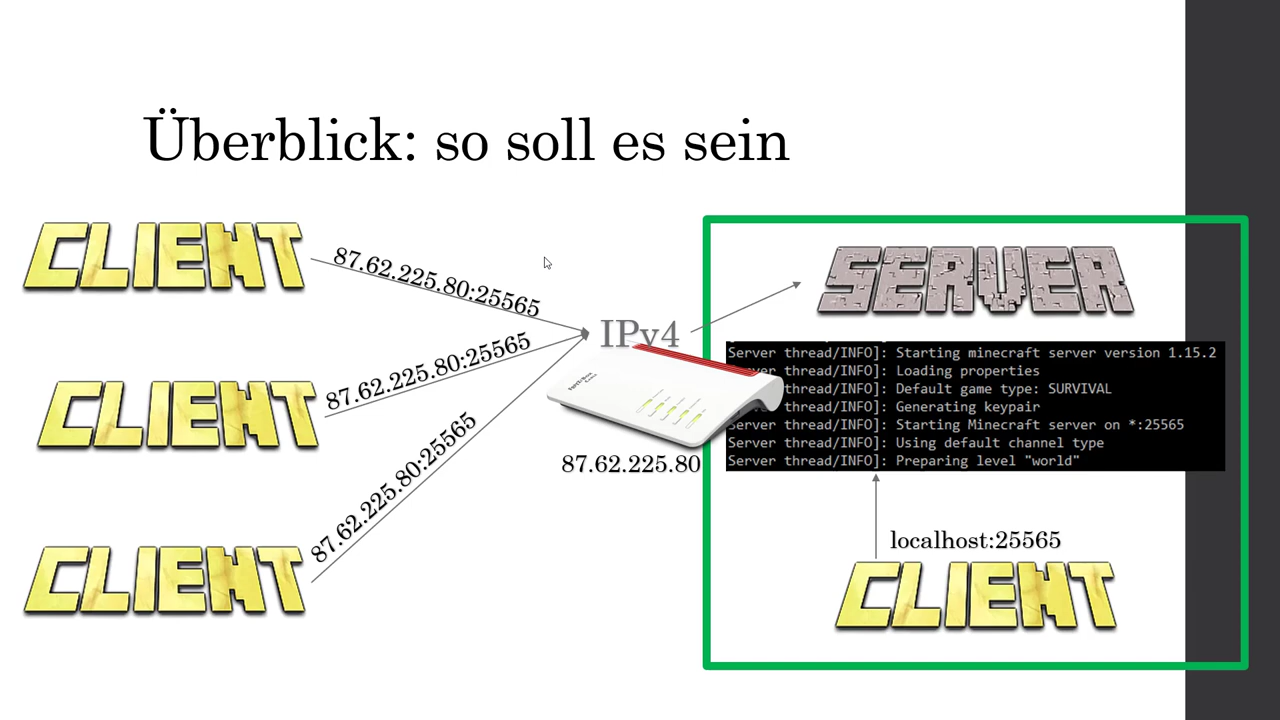 Überblick: so soll es sein
CLIENT
87.62.225.80:25565
CLIENT
87.62.225.80:25565
CLIENT
87.62.225.80:25565
IPv4
87.62.225.80
SERVER
Server thread/INFO]: Starting minecraft server version 1.15.2
rver thread/INFO]: Loading properties
thread/INFO]: Default game type: SURVIVAL
thread/INFO]: Generating keypair
thread/INFO]: Starting Minecraft server on *:25565
Server thread/INFO]: Using default channel type
Server thread/INFO]: Preparing level "world"
localhost:25565
CLIENT